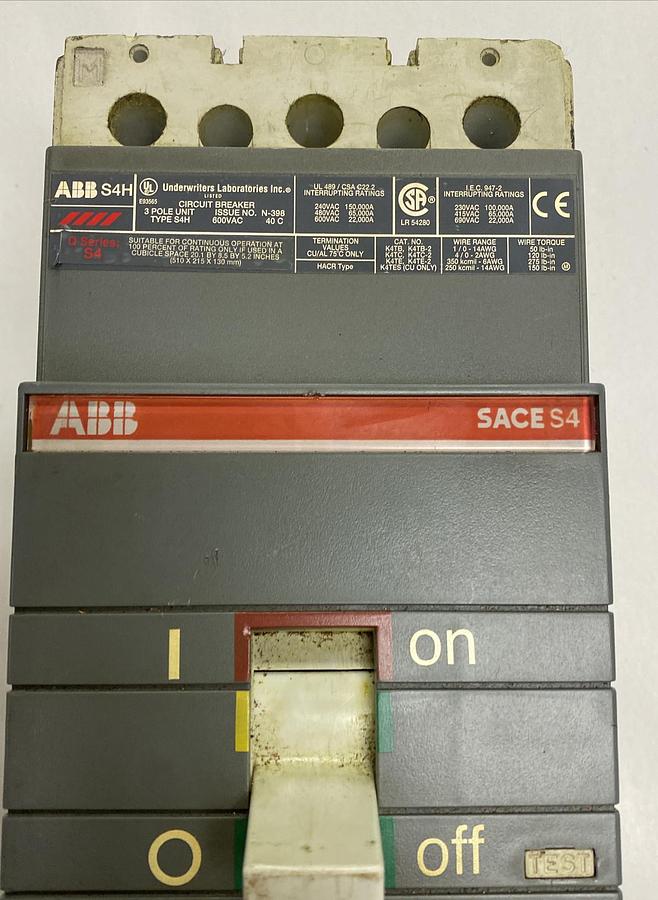 M
ABB S4H
UL
Underwriters Laboratories Inc.®
LISTED
E93565
CIRCUIT BREAKER
3 POLE UNIT ISSUE NO. N-398
TYPE S4H 600VAC 40 C
UL 489 / CSA C22.2
INTERRUPTING RATINGS
240VAC 150,000A
480VAC 65,000A
600VAC 22,000A
SA
LR 54280
I.E.C. 947-2
INTERRUPTING RATINGS
230VAC 100,000A
415VAC 65,000A
690VAC 22,000A
CE
Q Series:
S4
SUITABLE FOR CONTINUOUS OPERATION AT
100 PERCENT OF RATING ONLY IF USED IN A
CUBICLE SPACE 20.1 BY 8.5 BY 5.2 INCHES
(510 X 215 X 130 mm)
TERMINATION
VALUES
CU/AL 75°C ONLY
HACR Type
CAT. NO.
K4TB, K4TB-2
K4TC, K4TC-2
K4TE, K4TE-2
K4TES (CU ONLY)
WIRE RANGE
1 / 0 - 14AWG
4 / 0 - 2AWG
350 kcmil - 6AWG
250 kcmil - 14AWG
WIRE TORQUE
50 lb-in
120 lb-in
275 lb-in
150 lb-in
M
ABB
SACE S4
I on
O off
TEST